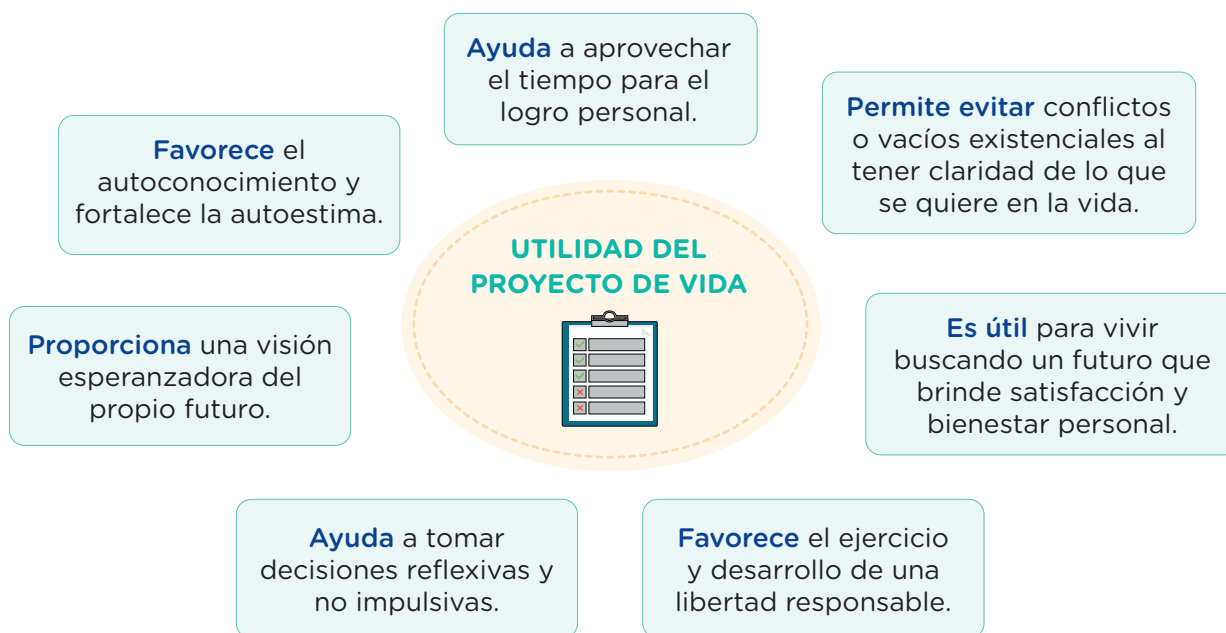 UTILIDAD DEL
PROYECTO DE VIDA
Ayuda a aprovechar
el tiempo para el
logro personal.
Permite evitar conflictos
o vacíos existenciales al
tener claridad de lo que
se quiere en la vida.
Es útil para vivir
buscando un futuro que
brinde satisfacción y
bienestar personal.
Favorece el ejercicio
y desarrollo de una
libertad responsable.
Ayuda a tomar
decisiones reflexivas y
no impulsivas.
Proporciona una visión
esperanzadora del
propio futuro.
Favorece el
autoconocimiento y
fortalece la autoestima.